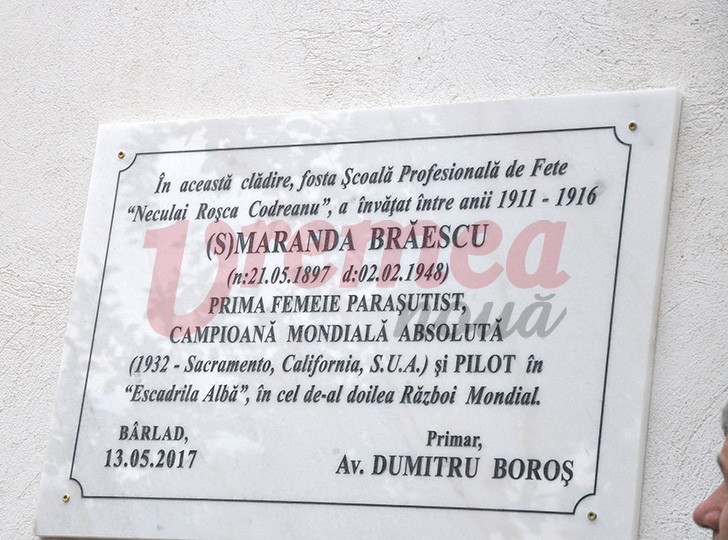 În această clădire, fosta Şcoală Profesională de Fete
"Neculai Roşca Codreanu", a învăţat între anii 1911 - 1916
(S)MARANDA BRĂESCU
(n:21.05.1897 d:02.02.1948)
PRIMA FEMEIE PARAŞUTIST,
CAMPIOANĂ MONDIALĂ ABSOLUTĂ
(1932 - Sacramento, California, S.U.A.) şi PILOT în
"Escadrila Albă", în cel de-al doilea Război Mondial.
BÂRLAD,
13.05.2017
Primar,
Av. DUMITRU BOROŞ
Vremea
nouă